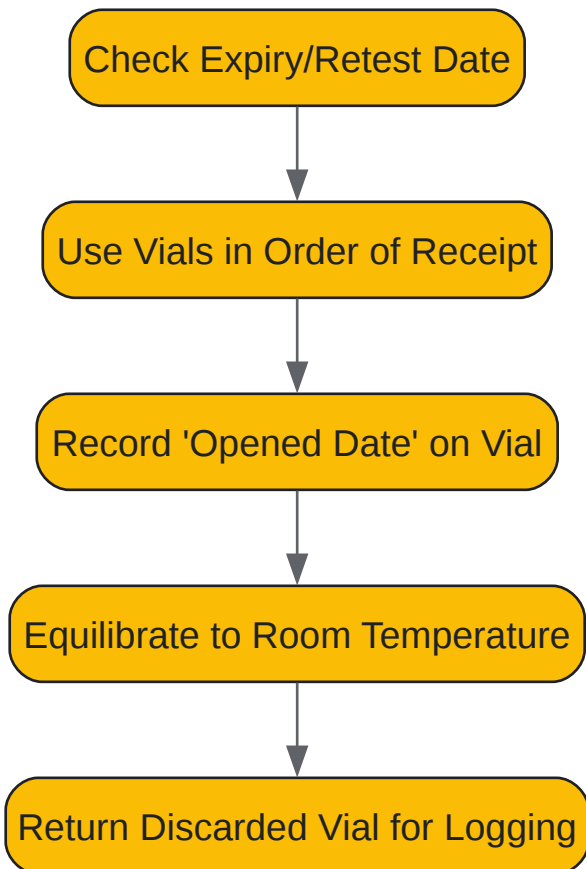 Check Expiry/Retest Date
Use Vials in Order of Receipt
Record 'Opened Date' on Vial
Equilibrate to Room Temperature
Return Discarded Vial for Logging